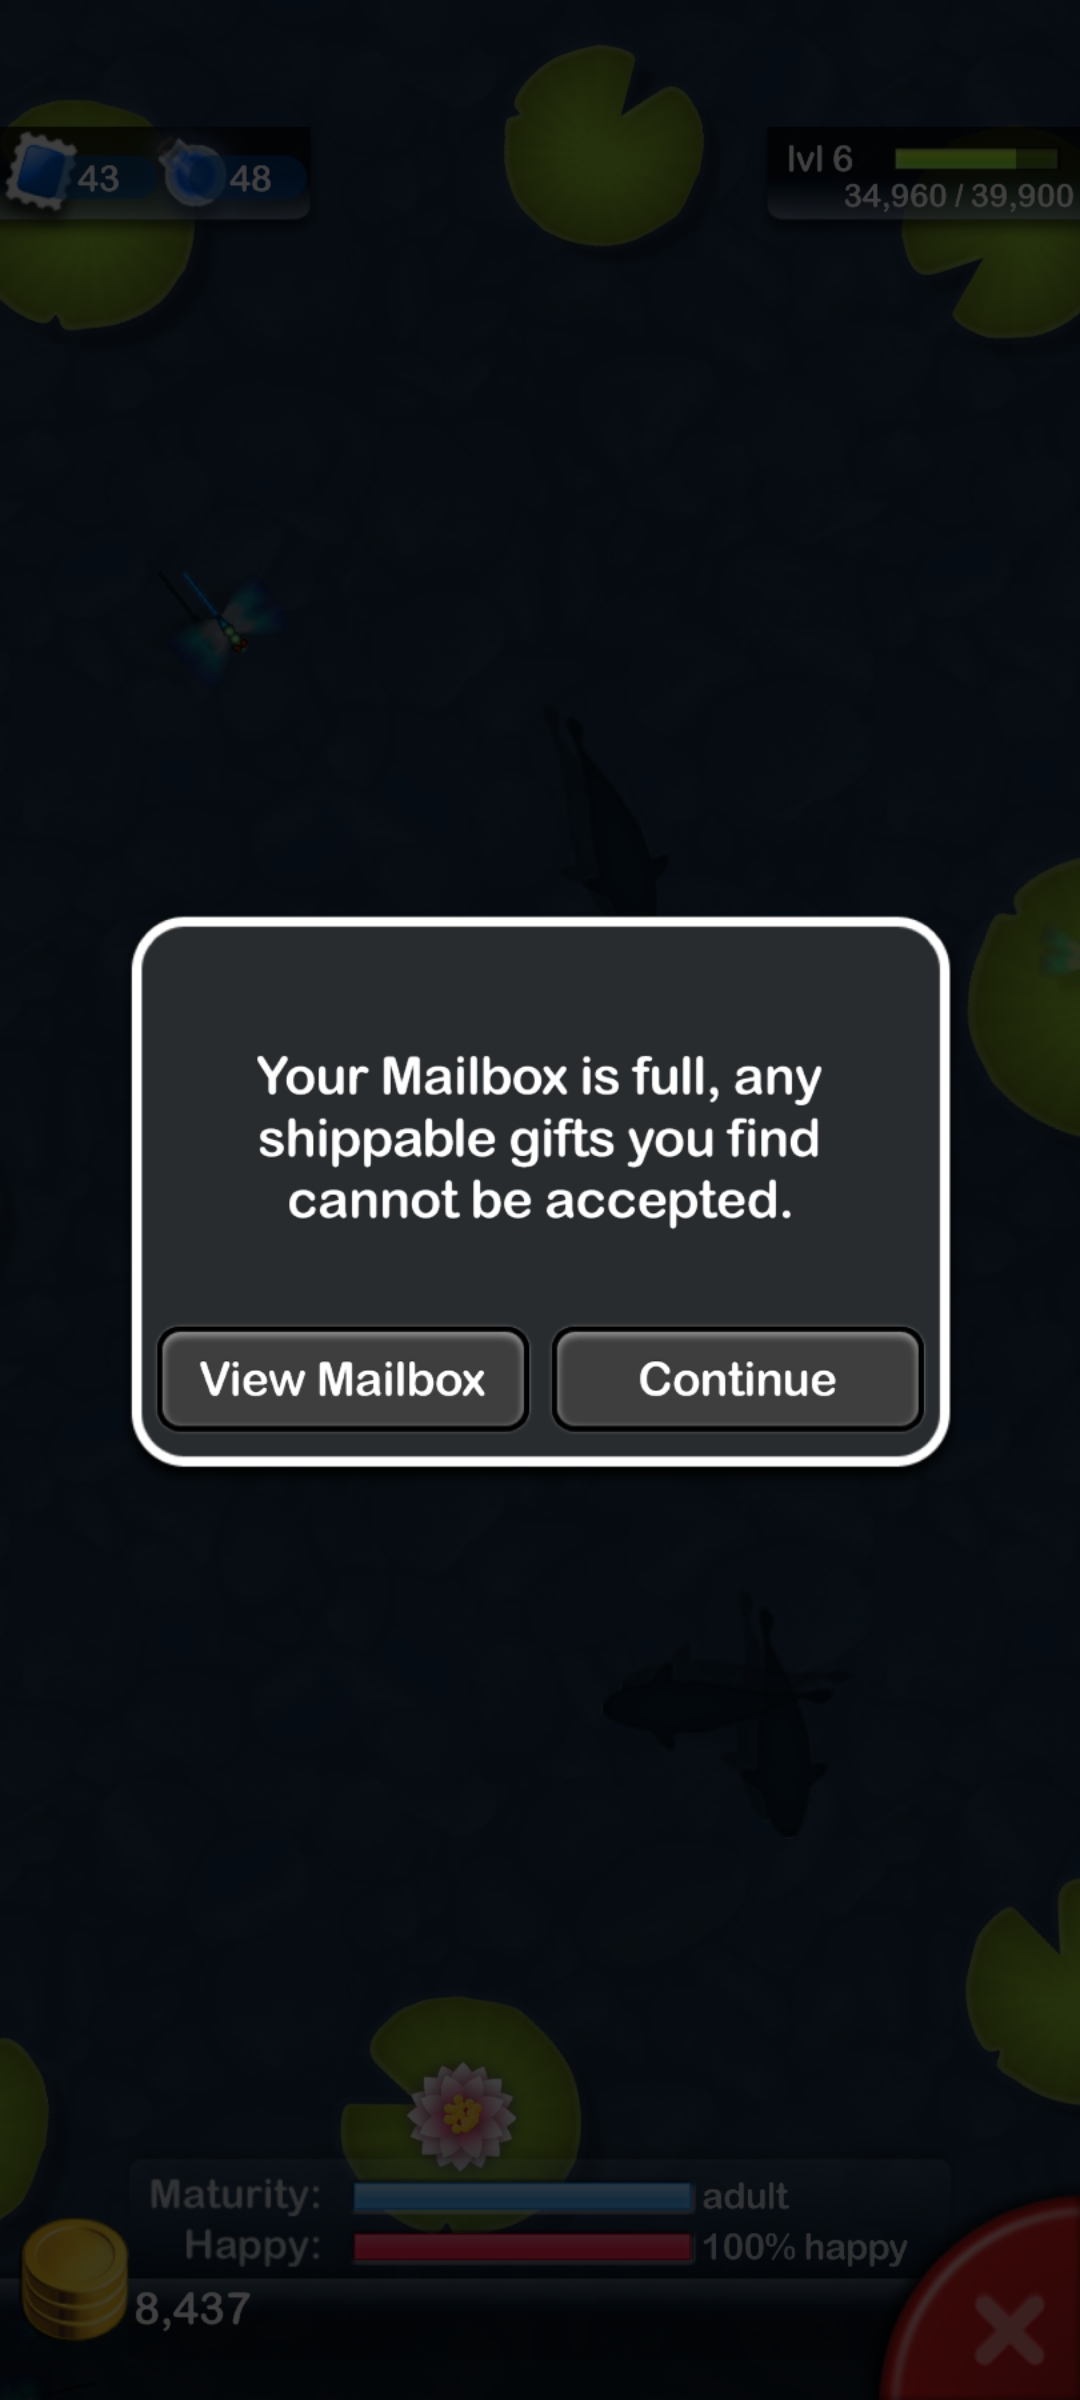 43
48
lvl 6
34,960 / 39,900
Your Mailbox is full, any
shippable gifts you find
cannot be accepted.
View Mailbox
Continue
Maturity:
adult
Happy:
100% happy
8,437